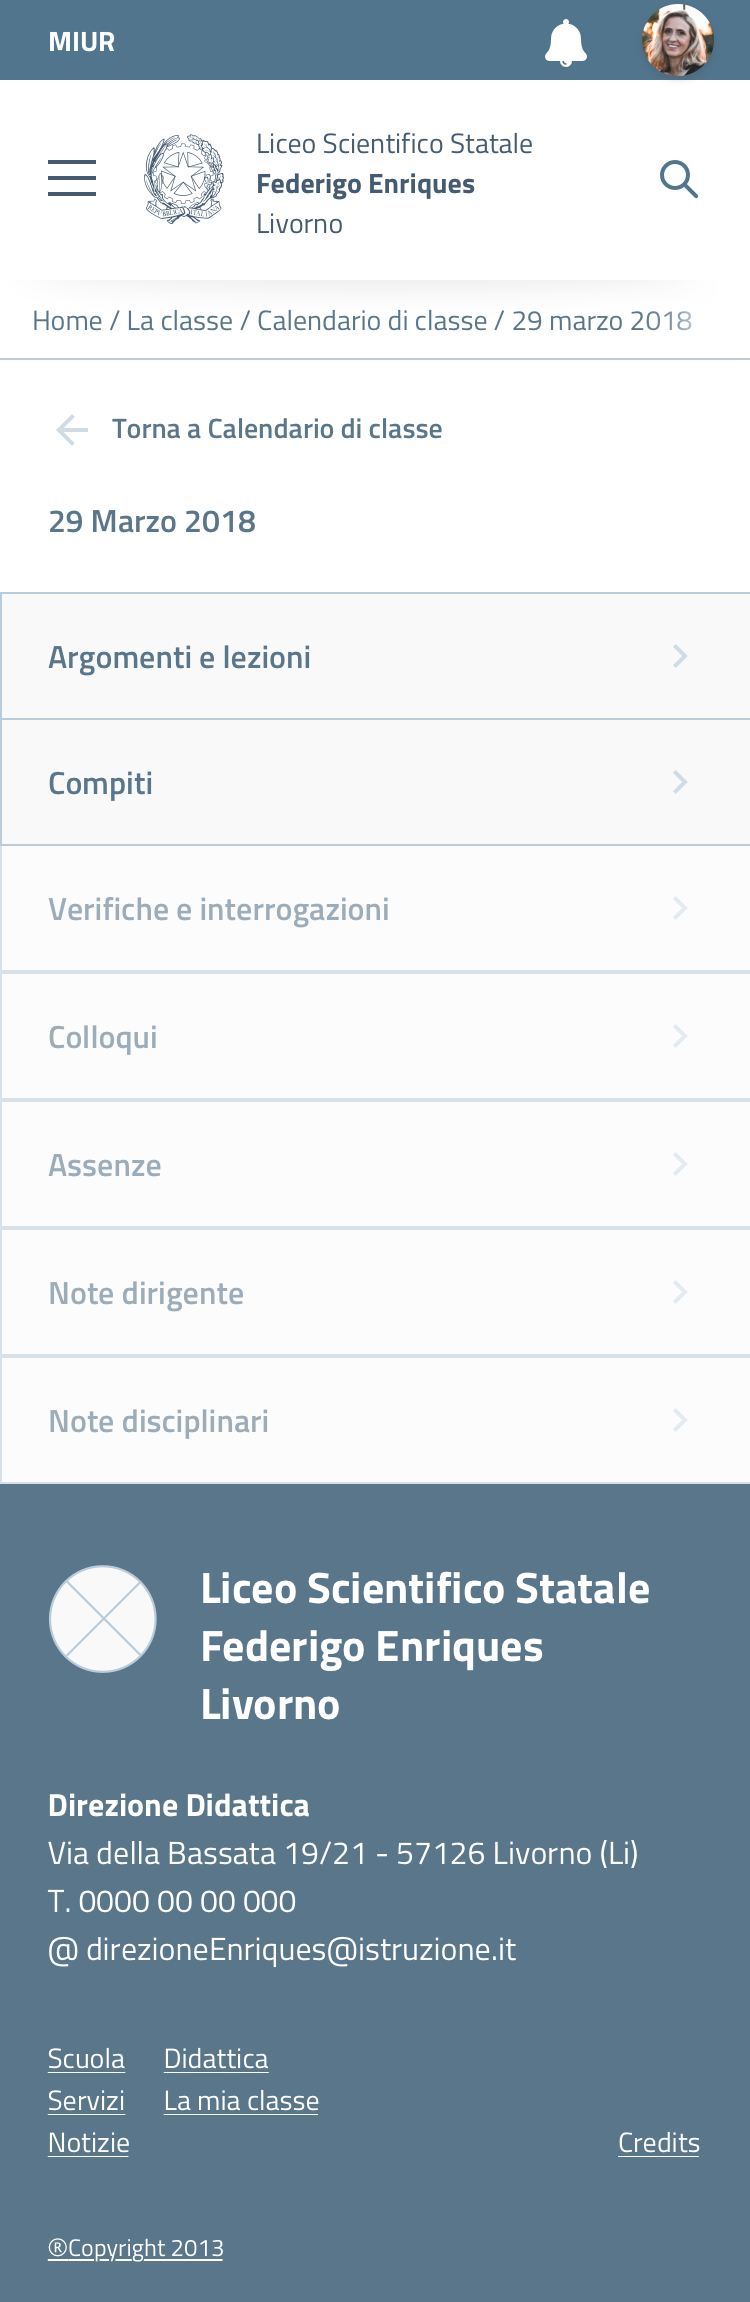 MIUR
Liceo Scientifico Statale
Federigo Enriques
Livorno
REPVBBLICA ITALIANA
Home / La classe / Calendario di classe / 29 marzo 2018
Torna a Calendario di classe
29 Marzo 2018
Argomenti e lezioni
Compiti
Verifiche e interrogazioni
Colloqui
Assenze
Note dirigente
Note disciplinari
Liceo Scientifico Statale
Federigo Enriques
Livorno
Direzione Didattica
Via della Bassata 19/21 - 57126 Livorno (Li)
T. 0000 00 00 000
@ direzioneEnriques@istruzione.it
Scuola Didattica
Servizi La mia classe
Notizie Credits
®Copyright 2013